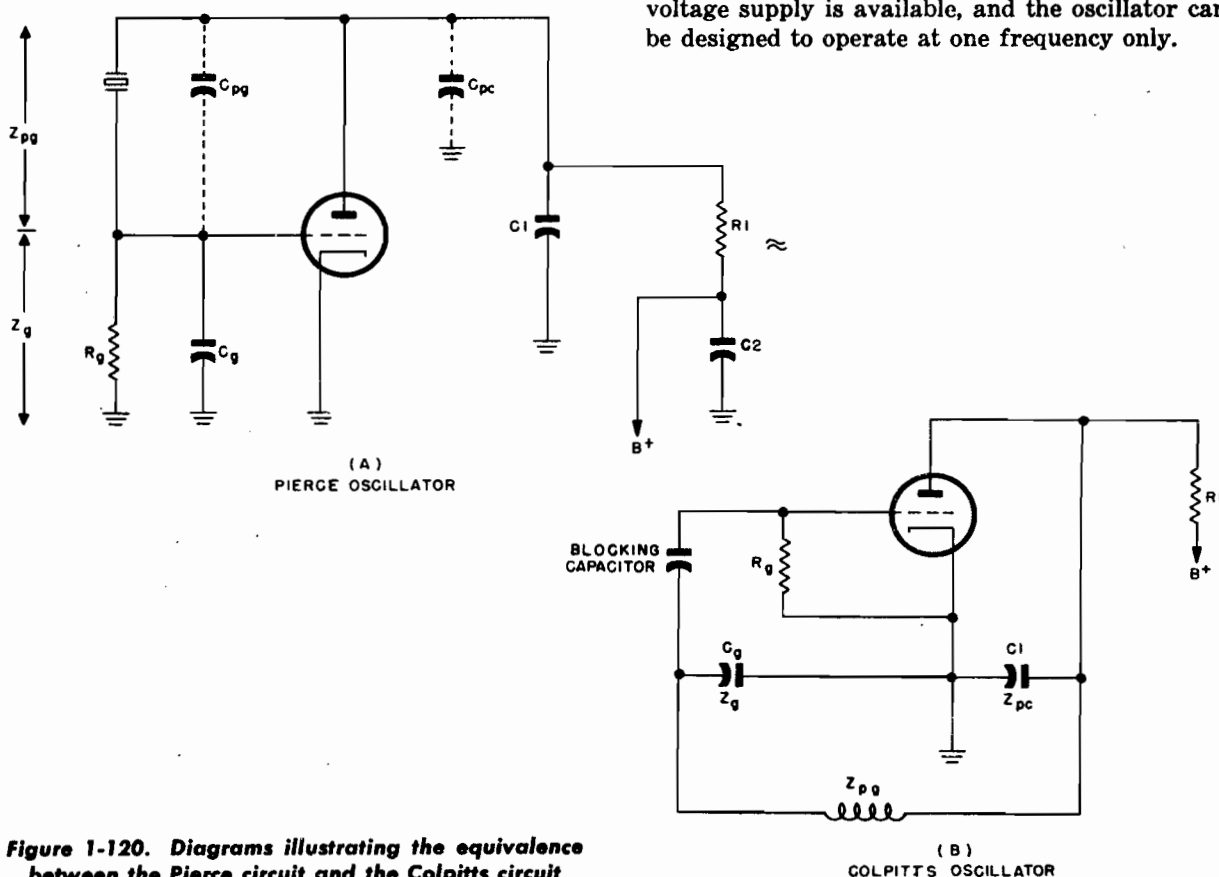 voltage supply is available, and the oscillator can
be designed to operate at one frequency only.
Cpg
Cpc
Zpg
C1
R1
≈
Zg
Rg
Cg
C2
B+
(A)
PIERCE OSCILLATOR
BLOCKING
CAPACITOR
Rg
B+
Cg
Zg
C1
Zpc
Zpg
(B)
COLPITTS OSCILLATOR
Figure 1-120. Diagrams illustrating the equivalence
between the Pierce circuit and the Colpitts circuit